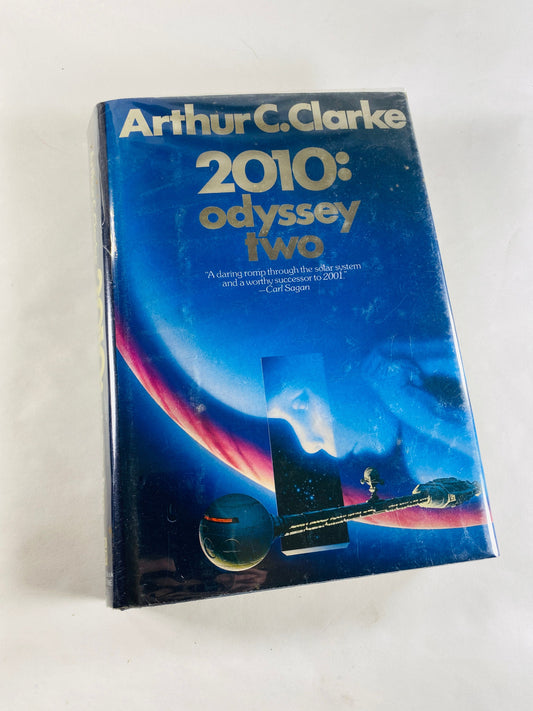 Arthur C. Clarke
2010:
odyssey
two
"A daring romp through the solar system
and a worthy successor to 2001."
—Carl Sagan